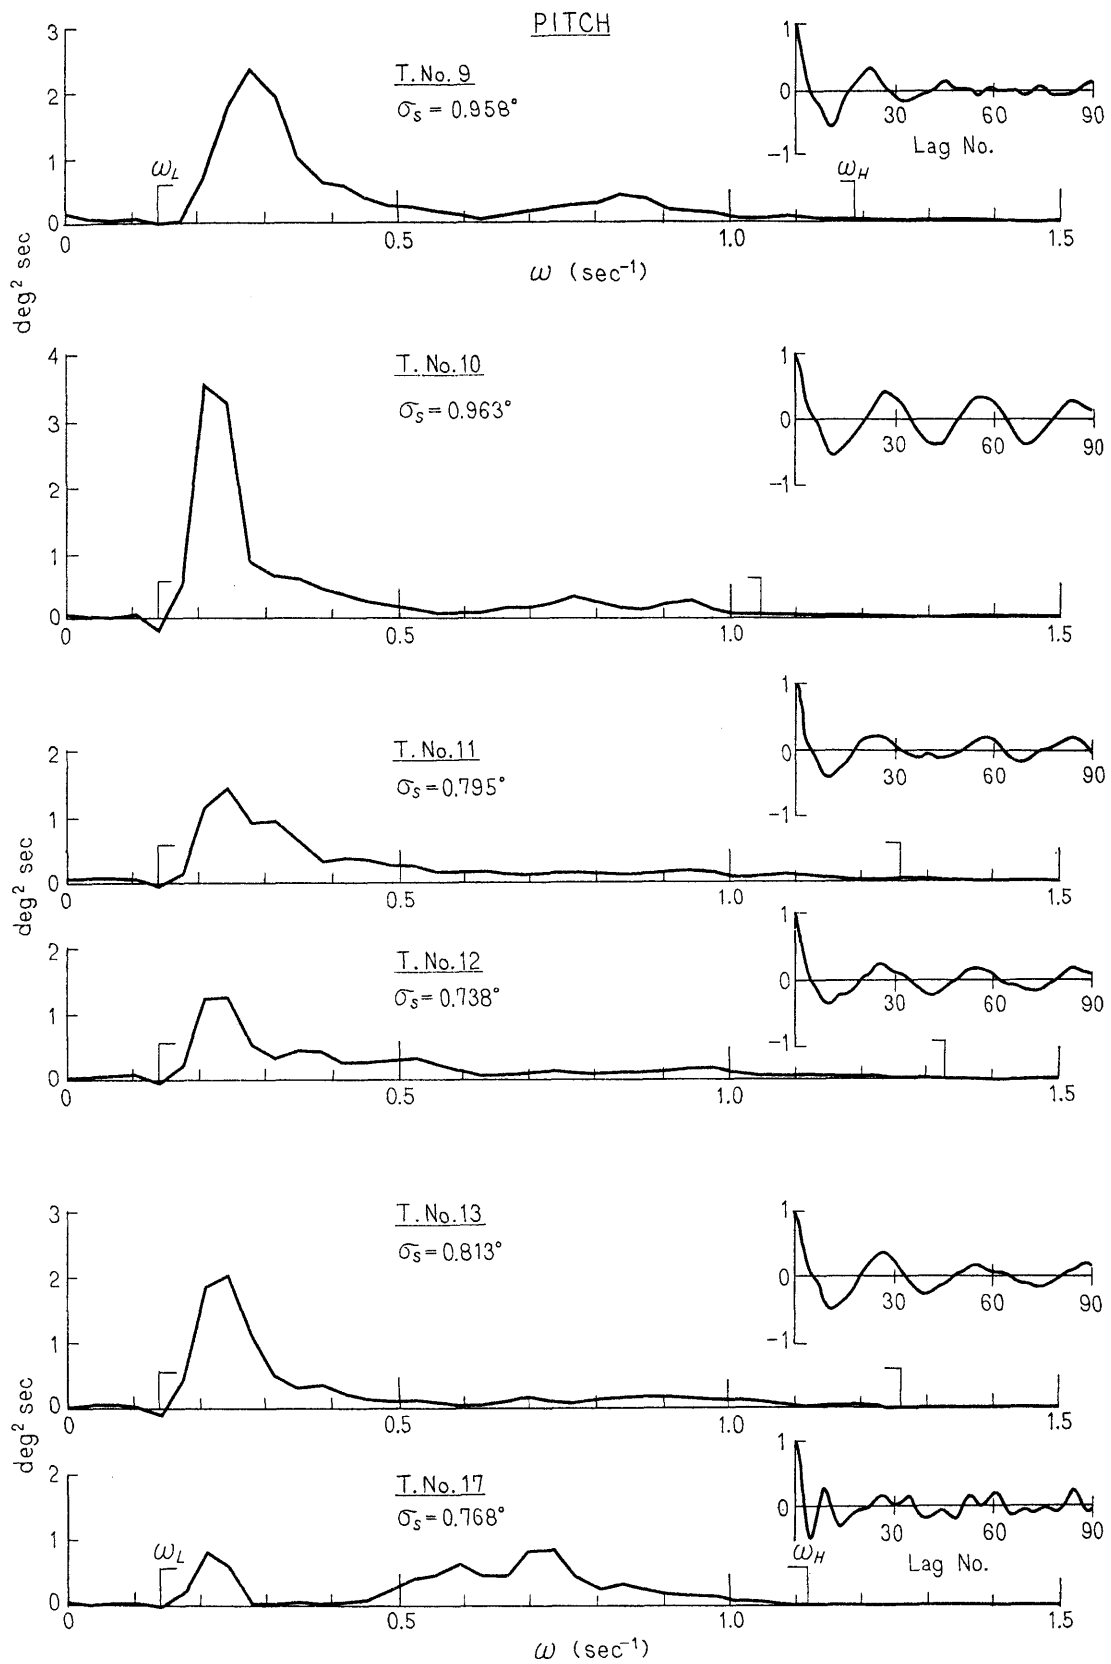 PITCH
T.No.9
σs = 0.958°
3
2
1
0
ωL
ωH
0 0.5 1.0 1.5
ω (sec⁻¹)
1
0
-1
30 60 90
Lag No.
deg² sec
T.No.10
σs = 0.963°
4
3
2
1
0
0 0.5 1.0 1.5
1
0
-1
30 60 90
T.No.11
σs = 0.795°
2
1
0
0 0.5 1.0 1.5
1
0
-1
30 60 90
deg² sec
T.No.12
σs = 0.738°
2
1
0
0 0.5 1.0 1.5
1
0
-1
30 60 90
T.No.13
σs = 0.813°
3
2
1
0
0 0.5 1.0 1.5
1
0
-1
30 60 90
deg² sec
T.No.17
σs = 0.768°
2
1
0
ωL
ωH
0 0.5 1.0 1.5
ω (sec⁻¹)
1
0
30 60 90
Lag No.